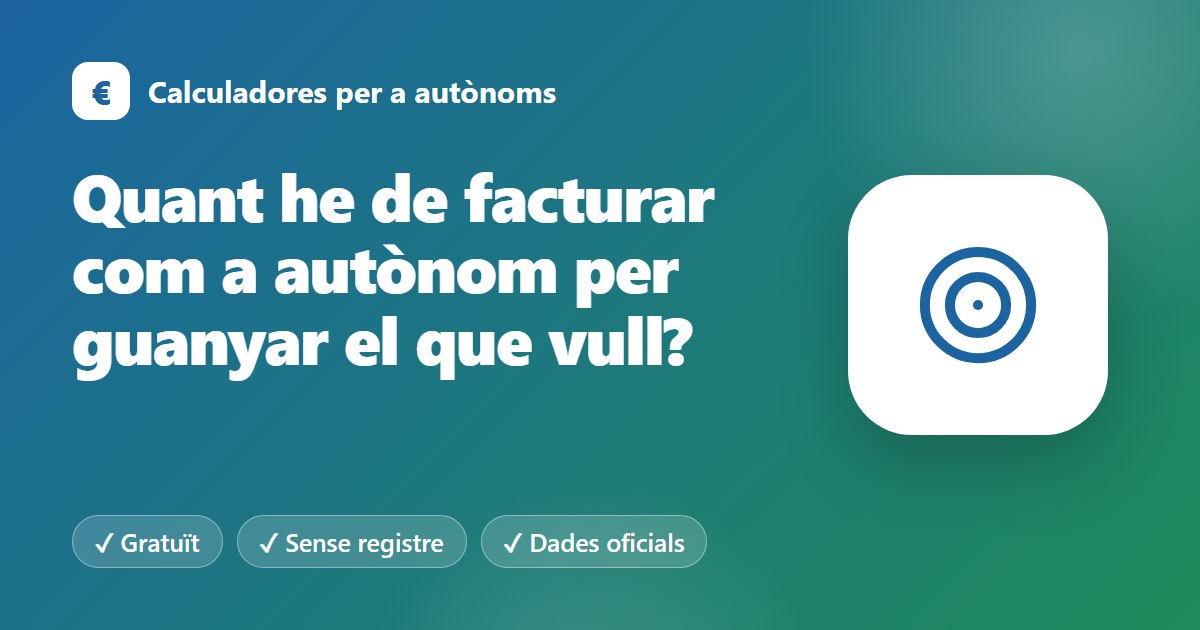 €
Calculadores per a autònoms
Quant he de facturar
com a autònom per
guanyar el que vull?
✓ Gratuït
✓ Sense registre
✓ Dades oficials